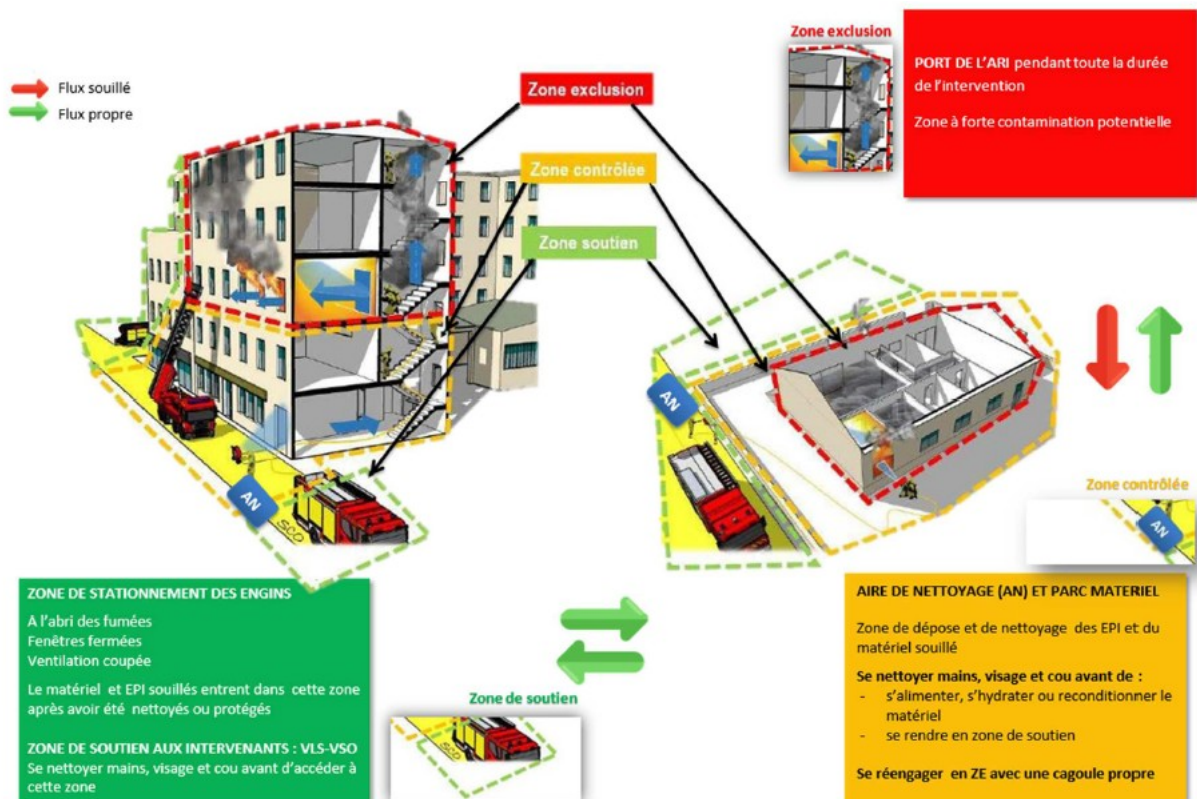 Zone exclusion
PORT DE L'ARI pendant toute la durée
de l'intervention
Zone à forte contamination potentielle
Flux souillé
Flux propre
Zone exclusion
Zone contrôlée
Zone soutien
AN
SCD
AN
Zone contrôlée
AN
ZONE DE STATIONNEMENT DES ENGINS
A l'abri des fumées
Fenêtres fermées
Ventilation coupée
Le matériel et EPI souillés entrent dans cette zone
après avoir été nettoyés ou protégés
ZONE DE SOUTIEN AUX INTERVENANTS : VLS-VSO
Se nettoyer mains, visage et cou avant d'accéder à
cette zone
Zone de soutien
SCD
AIRE DE NETTOYAGE (AN) ET PARC MATERIEL
Zone de dépose et de nettoyage des EPI et du
matériel souillé
Se nettoyer mains, visage et cou avant de :
- s'alimenter, s'hydrater ou reconditionner le
matériel
- se rendre en zone de soutien
Se réengager en ZE avec une cagoule propre